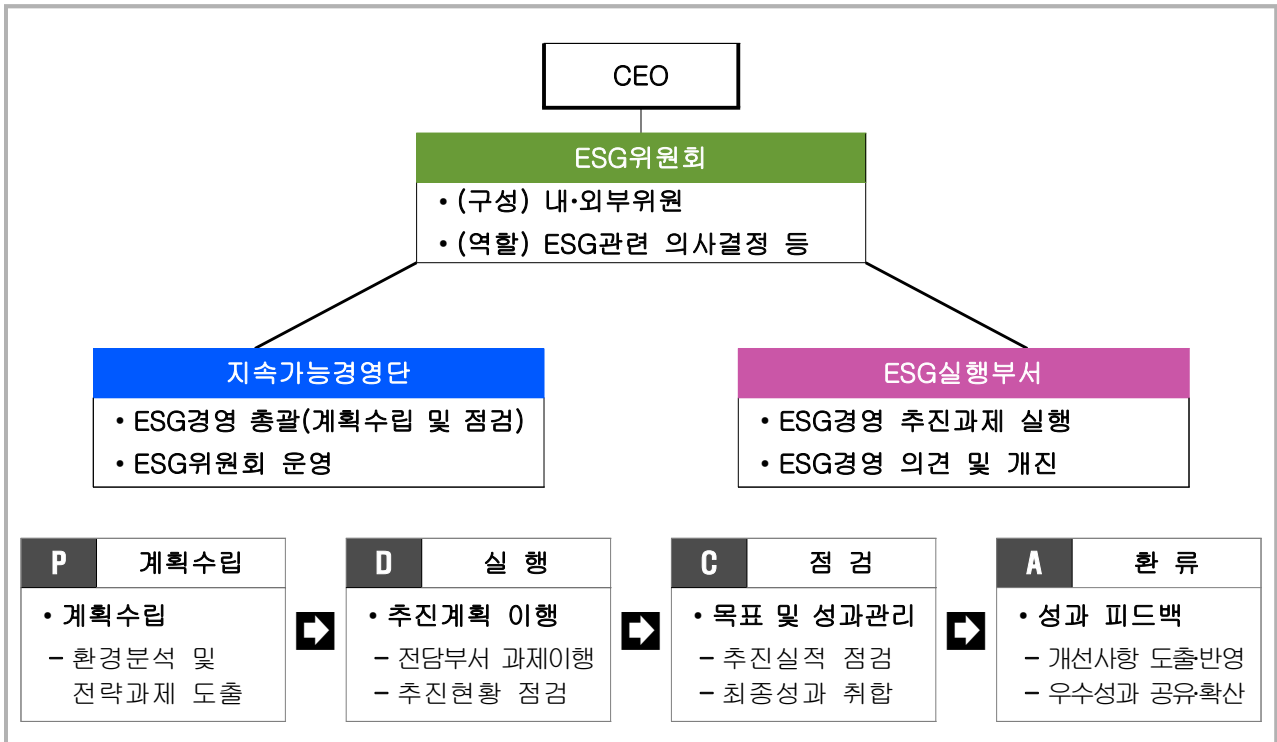 CEO
ESG위원회
• (구성) 내·외부위원
• (역할) ESG관련 의사결정 등
지속가능경영단
• ESG경영 총괄(계획수립 및 점검)
• ESG위원회 운영
ESG실행부서
• ESG경영 추진과제 실행
• ESG경영 의견 및 개진
P 계획수립
• 계획수립
– 환경분석 및
전략과제 도출
D 실 행
• 추진계획 이행
– 전담부서 과제이행
– 추진현황 점검
C 점 검
• 목표 및 성과관리
– 추진실적 점검
– 최종성과 취합
A 환 류
• 성과 피드백
– 개선사항 도출·반영
– 우수성과 공유·확산